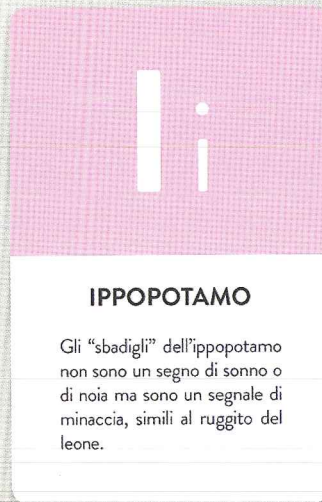 I i
IPPOPOTAMO
Gli “sbadigli” dell’ippopotamo
non sono un segno di sonno o
di noia ma sono un segnale di
minaccia, simili al ruggito del
leone.